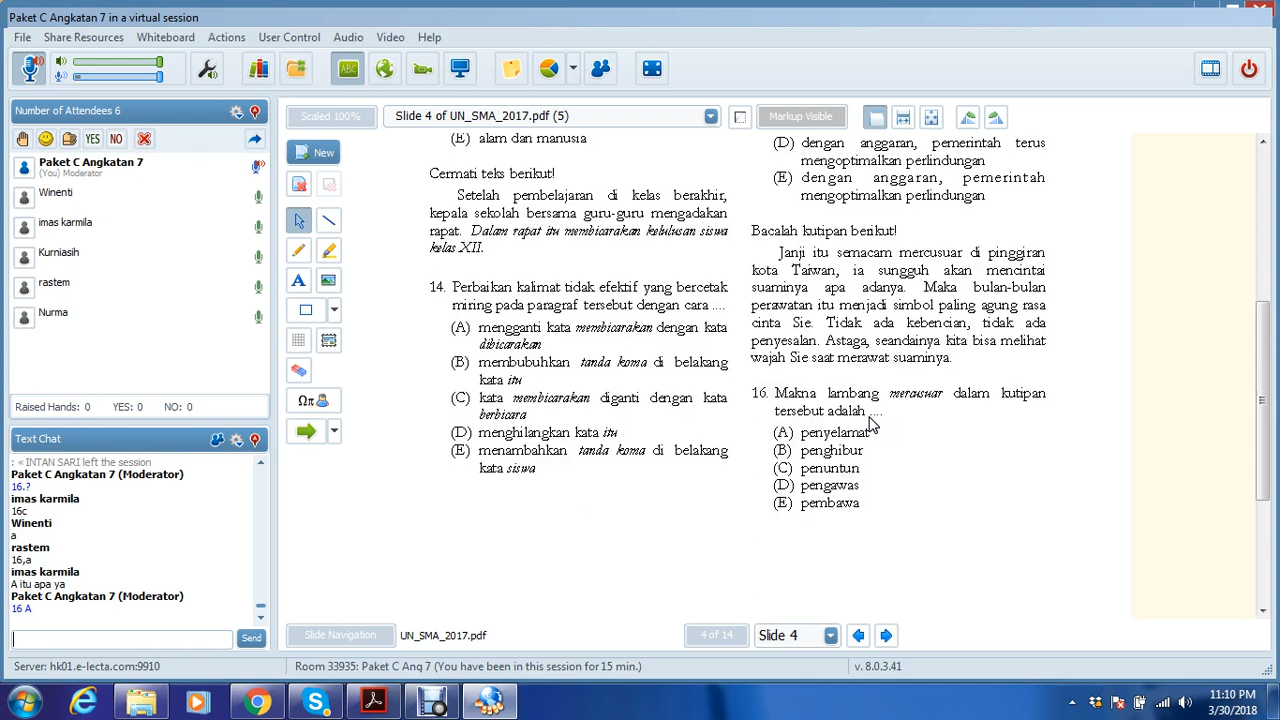 Paket C Angkatan 7 in a virtual session
File Share Resources Whiteboard Actions User Control Audio Video Help
ABC
Number of Attendees 6
YES NO
Paket C Angkatan 7
(You) Moderator
Winenti
imas karmila
Kurniasih
rastem
Nurma
Raised Hands: 0 YES: 0 NO: 0
Text Chat
: « INTAN SARI left the session
Paket C Angkatan 7 (Moderator)
16.?
imas karmila
16c
Winenti
a
rastem
16,a
imas karmila
A itu apa ya
Paket C Angkatan 7 (Moderator)
16 A
Send
Scaled 100%
Slide 4 of UN_SMA_2017.pdf (5)
Markup Visible
New
A
Ωπ
(E) alam dan manusia
Cermati teks berikut!
Setelah pembelajaran di kelas berakhir,
kepala sekolah bersama guru-guru mengadakan
rapat. Dalam rapat itu membicarakan kelulusan siswa
kelas XII.
14. Perbaikan kalimat tidak efektif yang bercetak
miring pada paragraf tersebut dengan cara ....
(A) mengganti kata membicarakan dengan kata
dibicarakan
(B) membubuhkan tanda koma di belakang
kata itu
(C) kata membicarakan diganti dengan kata
berbicara
(D) menghilangkan kata itu
(E) menambahkan tanda koma di belakang
kata siswa
(D) dengan anggaran, pemerintah terus
mengoptimalkan perlindungan
(E) dengan anggaran, pemerintah
mengoptimalkan perlindungan
Bacalah kutipan berikut!
Janji itu semacam mercusuar di pinggiran
kota Taiwan, ia sungguh akan mencintai
suaminya apa adanya. Maka bulan-bulan
perawatan itu menjadi simbol paling agung rasa
cinta Sie. Tidak ada kebencian, tidak ada
penyesalan. Astaga, seandainya kita bisa melihat
wajah Sie saat merawat suaminya.
16. Makna lambang mercusuar dalam kutipan
tersebut adalah ....
(A) penyelamat
(B) penghibur
(C) penuntun
(D) pengawas
(E) pembawa
Slide Navigation
UN_SMA_2017.pdf
4 of 14
Slide 4
Server: hk01.e-lecta.com:9910
Room 33935: Paket C Ang 7 (You have been in this session for 15 min.)
v. 8.0.3.41
11:10 PM
3/30/2018